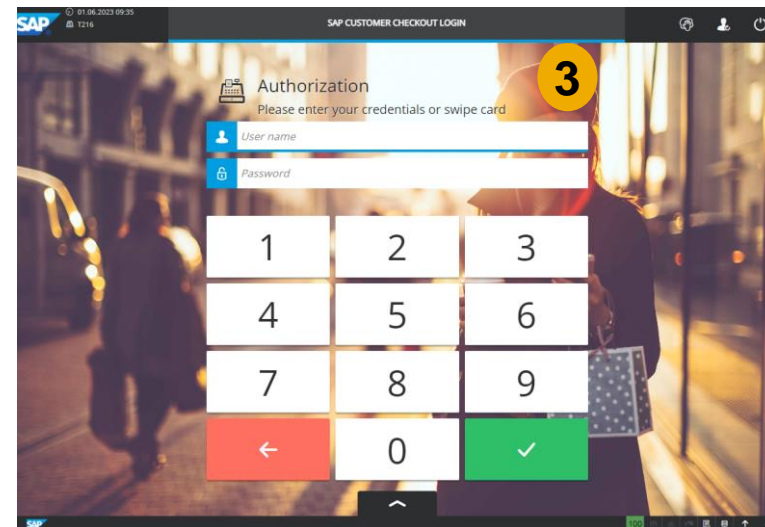 SAP
01.06.2023 09:35
T216
SAP CUSTOMER CHECKOUT LOGIN
3
Authorization
Please enter your credentials or swipe card
User name
Password
1 2 3
4 5 6
7 8 9
0
SAP
100